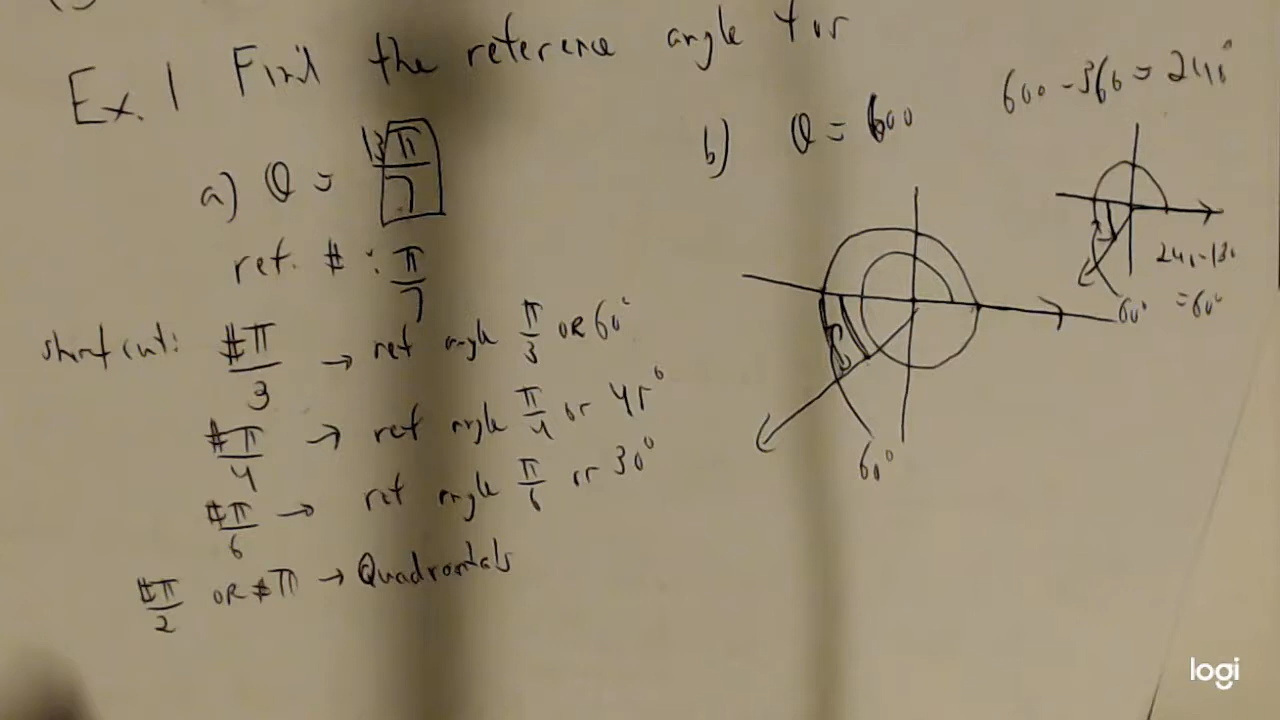 Ex. 1 Find the reference angle for
a) θ = 13π/7
ref. # : π/7
shortcut: #π/3 → ref angle π/3 OR 60°
#π/4 → ref angle π/4 or 45°
#π/6 → ref angle π/6 or 30°
#π/2 OR #π → Quadrantals
b) θ = 600
60°
600 - 360 = 240°
240-180
60° = 60°
logi